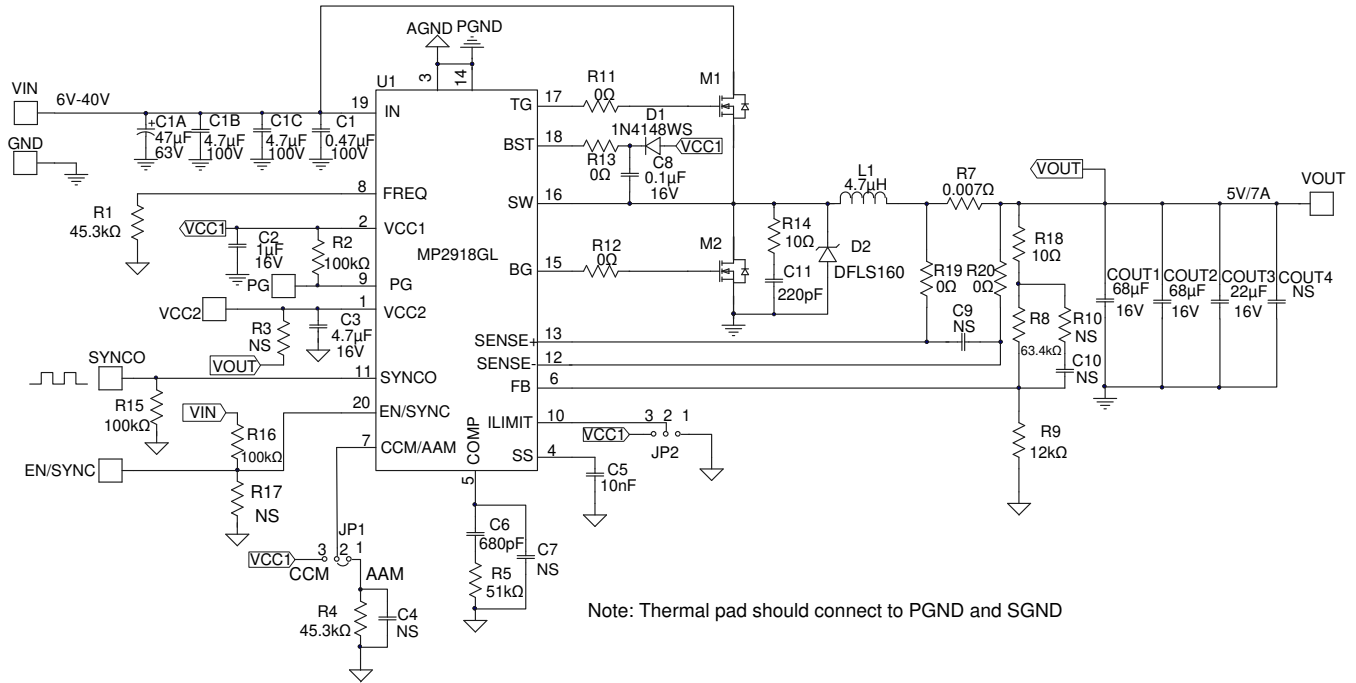 AGND PGND
VIN
6V-40V
GND
+C1A
47µF
63V
C1B
4.7µF
100V
C1C
4.7µF
100V
C1
0.47µF
100V
U1
MP2918GL
3
14
19 IN
8 FREQ
2 VCC1
9 PG
1 VCC2
11 SYNCO
20 EN/SYNC
7 CCM/AAM
COMP
5
TG 17
BST 18
SW 16
BG 15
SENSE+ 13
SENSE- 12
FB 6
ILIMIT 10
SS 4
R1
45.3kΩ
VCC1
C2
1µF
16V
R2
100kΩ
PG
VCC2
R3
NS
VOUT
C3
4.7µF
16V
SYNCO
R15
100kΩ
VIN
R16
100kΩ
EN/SYNC
R17
NS
JP1
VCC1
3 2 1
CCM AAM
R4
45.3kΩ
C4
NS
C6
680pF
R5
51kΩ
C7
NS
R11
0Ω
M1
D1
1N4148WS
VCC1
R13
0Ω
C8
0.1µF
16V
R12
0Ω
M2
R14
10Ω
C11
220pF
D2
DFLS160
L1
4.7µH
R7
0.007Ω
R19
0Ω
R20
0Ω
C9
NS
VOUT
5V/7A
VOUT
R18
10Ω
R8
63.4kΩ
R10
NS
C10
NS
R9
12kΩ
COUT1
68µF
16V
COUT2
68µF
16V
COUT3
22µF
16V
COUT4
NS
VCC1
3 2 1
JP2
C5
10nF
Note: Thermal pad should connect to PGND and SGND